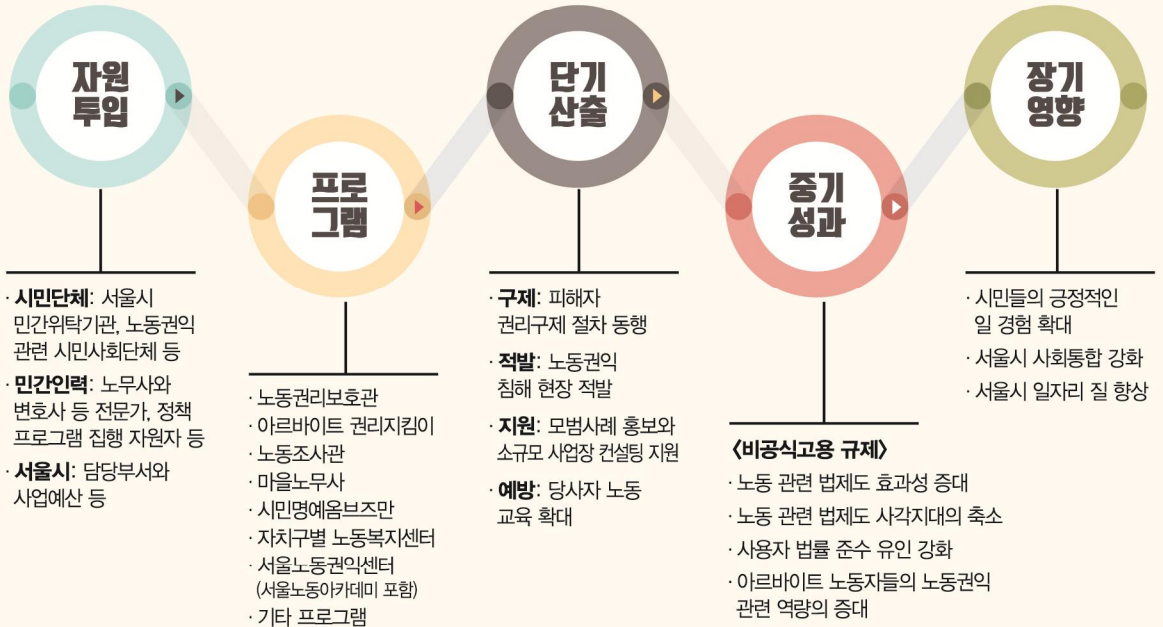 자원
투입
· 시민단체: 서울시
민간위탁기관, 노동권익
관련 시민사회단체 등
· 민간인력: 노무사와
변호사 등 전문가, 정책
프로그램 집행 자원자 등
· 서울시: 담당부서와
사업예산 등
프로
그램
· 노동권리보호관
· 아르바이트 권리지킴이
· 노동조사관
· 마을노무사
· 시민명예옴브즈만
· 자치구별 노동복지센터
· 서울노동권익센터
(서울노동아카데미 포함)
· 기타 프로그램
단기
산출
· 구제: 피해자
권리구제 절차 동행
· 적발: 노동권익
침해 현장 적발
· 지원: 모범사례 홍보와
소규모 사업장 컨설팅 지원
· 예방: 당사자 노동
교육 확대
중기
성과
〈비공식고용 규제〉
· 노동 관련 법제도 효과성 증대
· 노동 관련 법제도 사각지대의 축소
· 사용자 법률 준수 유인 강화
· 아르바이트 노동자들의 노동권익
관련 역량의 증대
장기
영향
· 시민들의 긍정적인
일 경험 확대
· 서울시 사회통합 강화
· 서울시 일자리 질 향상